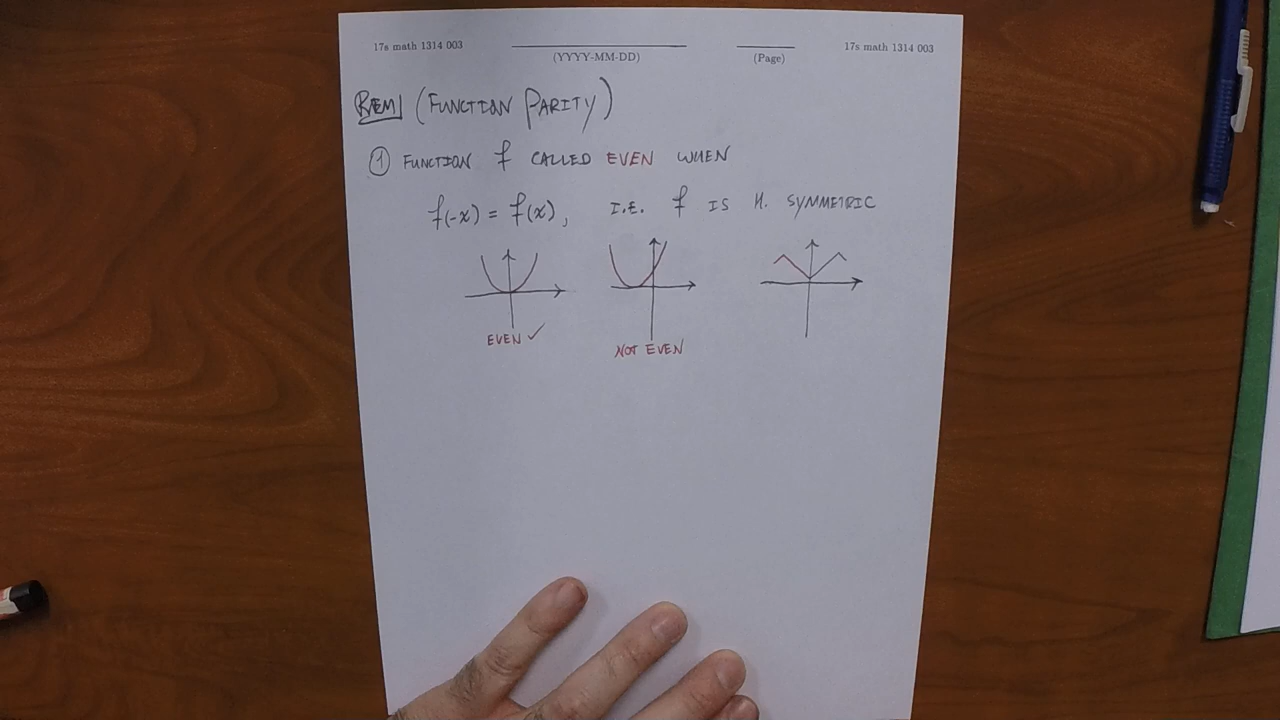 17s math 1314 003
(YYYY-MM-DD)
(Page)
17s math 1314 003
REM (FUNCTION PARITY)
① FUNCTION f CALLED EVEN WHEN
f(-x) = f(x), I.E. f IS H. SYMMETRIC
EVEN ✓
NOT EVEN